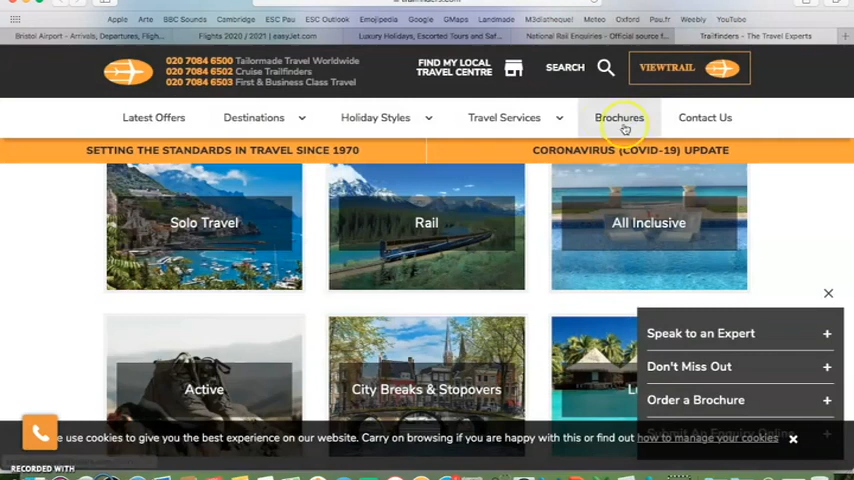 Apple Arte SBC Sounds Cambridge ESC Pau ESC Outlook Emojipedia Google GMaps Landmade M3diatheque! Meteo Oxford Pau.fr Weebly YouTube
Bristol Airport - Arrivals, Departures, Fligh... Flights 2020 / 2021 | easyJet.com Luxury Holidays, Escorted Tours and Saf... National Rail Enquiries - Official source f... Trailfinders - The Travel Experts
020 7084 6500 Tailormade Travel Worldwide
020 7084 6502 Cruise Trailfinders
020 7084 6503 First & Business Class Travel
FIND MY LOCAL
TRAVEL CENTRE
SEARCH
VIEWTRAIL
Latest Offers Destinations Holiday Styles Travel Services Brochures Contact Us
SETTING THE STANDARDS IN TRAVEL SINCE 1970 CORONAVIRUS (COVID-19) UPDATE
Solo Travel Rail All Inclusive
Active City Breaks & Stopovers
Speak to an Expert +
Don't Miss Out +
Order a Brochure +
Submit An Enquiry Online +
e use cookies to give you the best experience on our website. Carry on browsing if you are happy with this or find out how to manage your cookies
RECORDED WITH